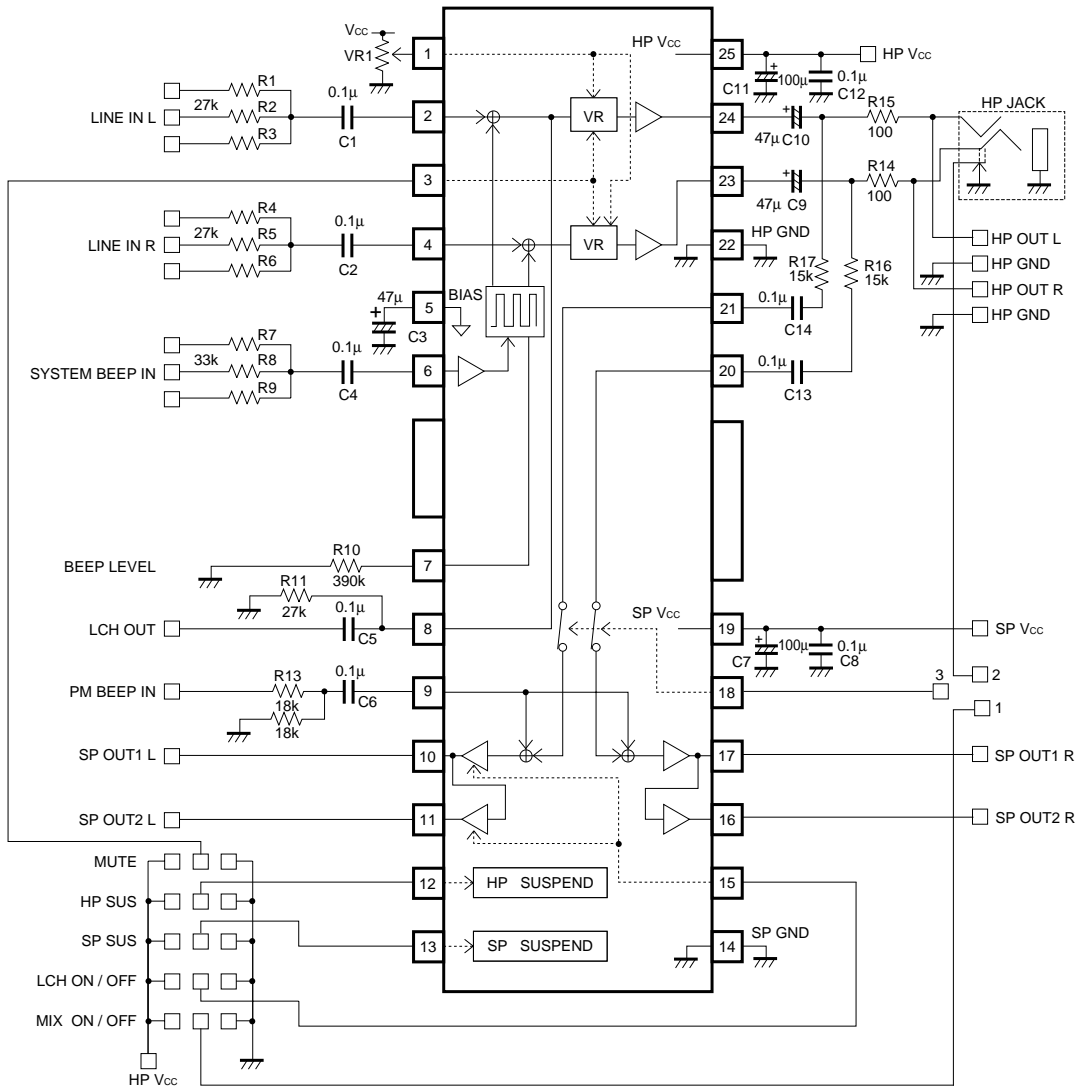 Vcc
VR1
1
HP Vcc
25
HP Vcc
C11
100μ
0.1μ
C12
R1
R2
R3
27k
LINE IN L
0.1μ
C1
2
VR
24
47μ
C10
R15
100
HP JACK
3
23
47μ
C9
R14
100
R4
R5
R6
27k
LINE IN R
0.1μ
C2
4
VR
22
HP GND
HP OUT L
HP GND
HP OUT R
HP GND
R17
15k
R16
15k
47μ
C3
5
BIAS
21
0.1μ
C14
R7
R8
R9
33k
SYSTEM BEEP IN
0.1μ
C4
6
20
0.1μ
C13
BEEP LEVEL
R10
390k
7
R11
27k
LCH OUT
0.1μ
C5
8
SP Vcc
19
C7
100μ
0.1μ
C8
SP Vcc
PM BEEP IN
R13
18k
18k
0.1μ
C6
9
18
3
2
1
SP OUT1 L
10
17
SP OUT1 R
SP OUT2 L
11
16
SP OUT2 R
MUTE
HP SUS
12
HP SUSPEND
15
SP SUS
13
SP SUSPEND
14
SP GND
LCH ON / OFF
MIX ON / OFF
HP Vcc